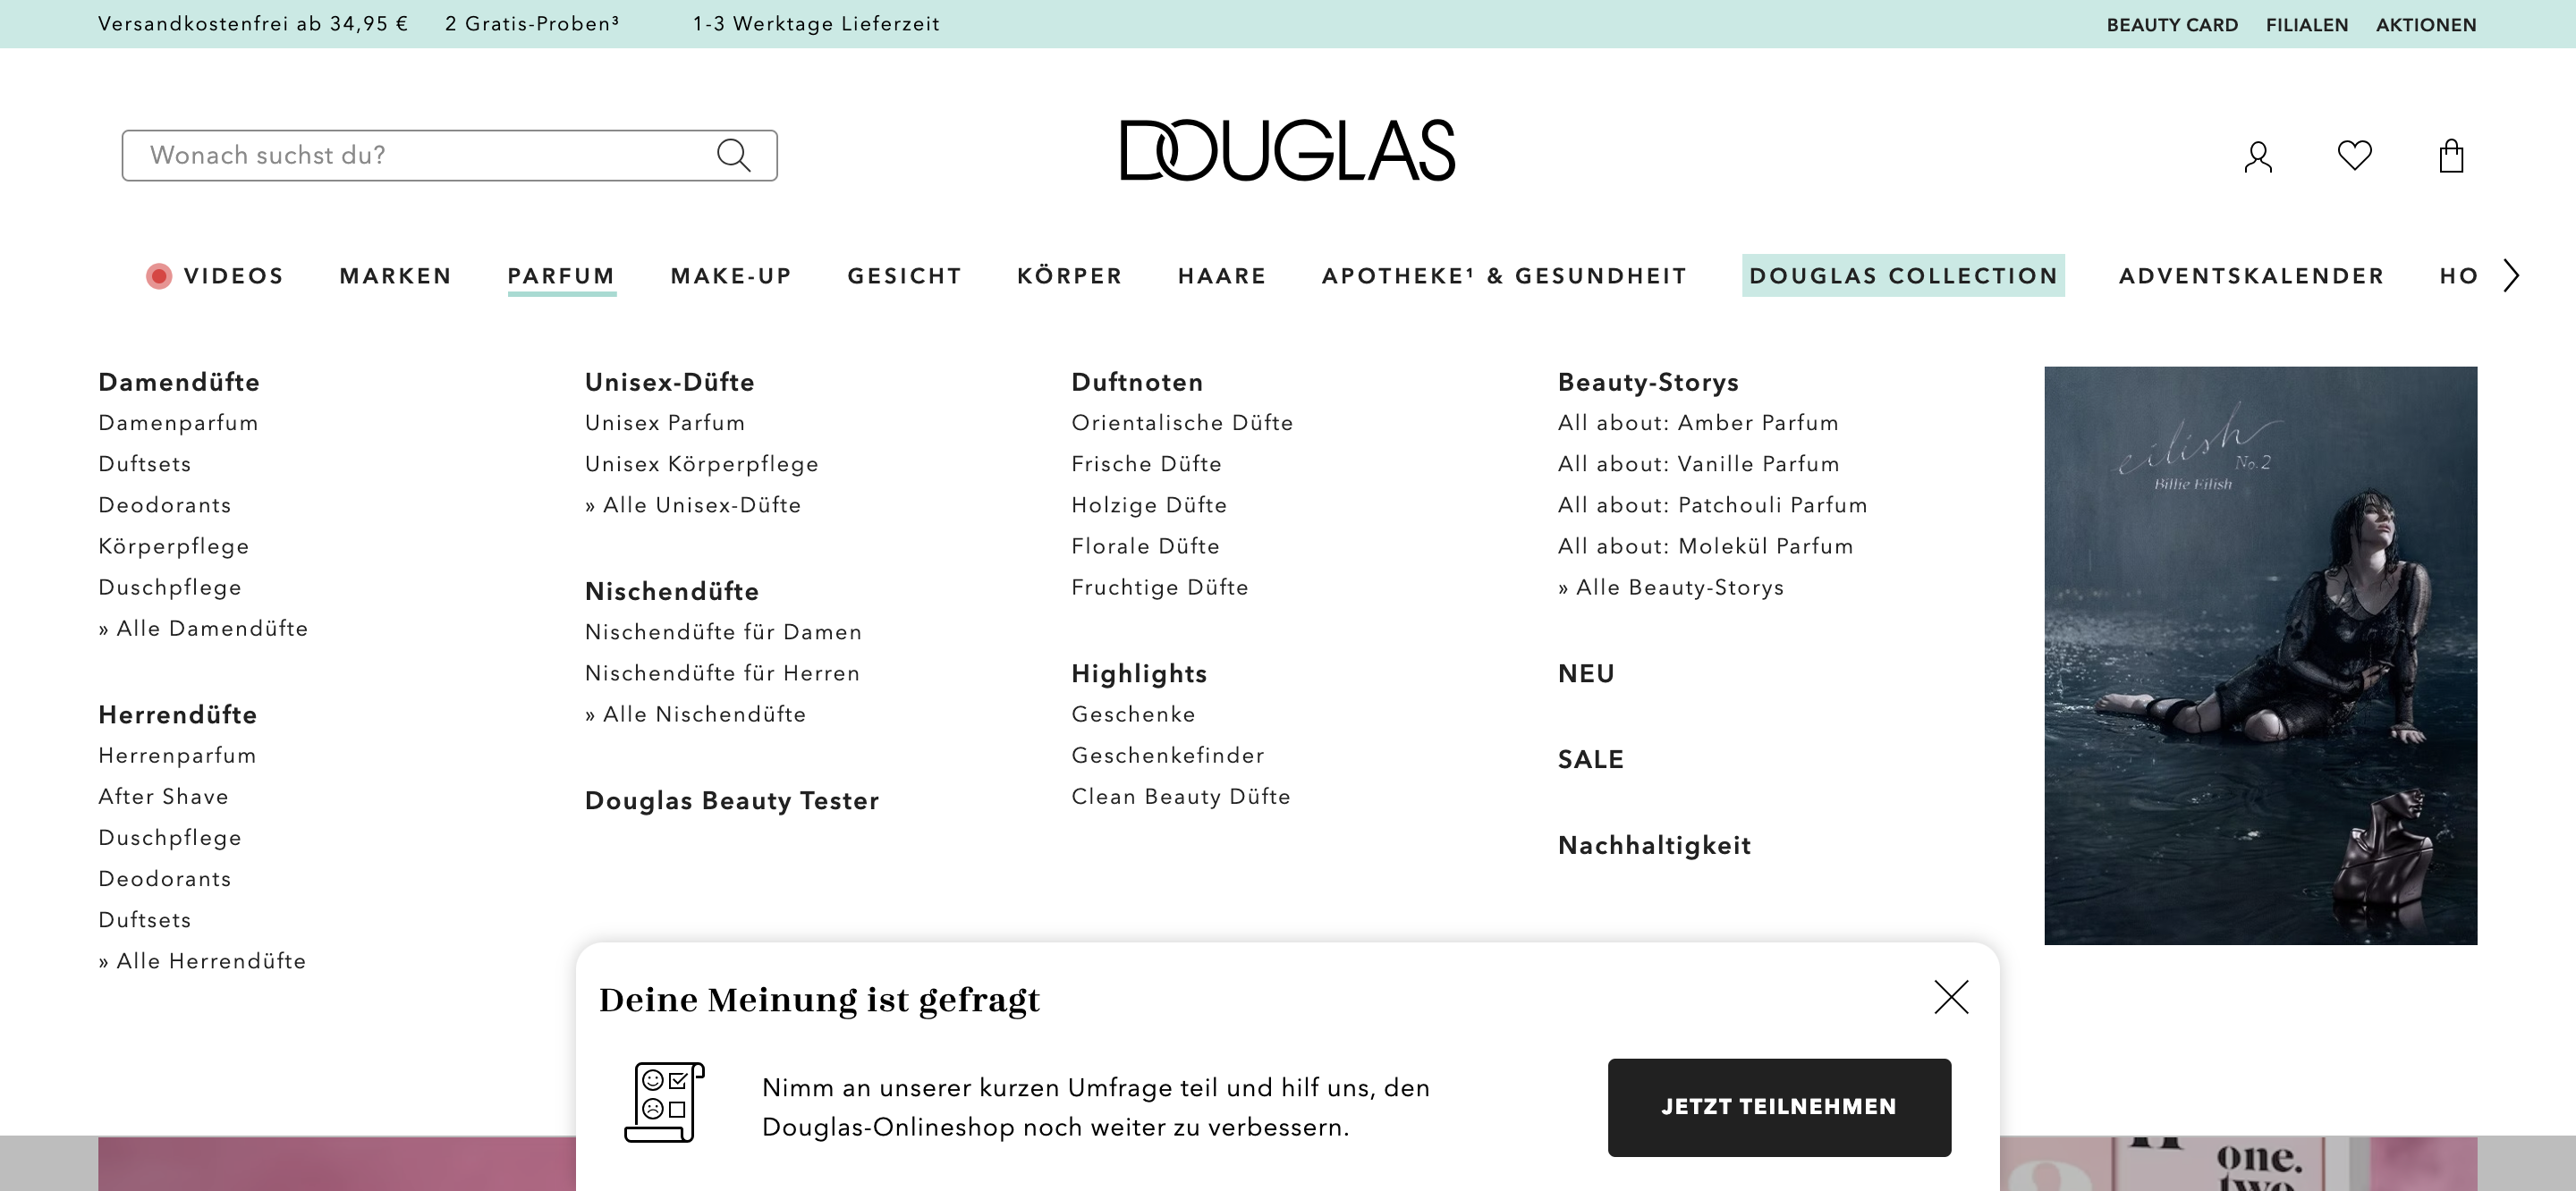 Versandkostenfrei ab 34,95 €
2 Gratis-Proben³
1-3 Werktage Lieferzeit
BEAUTY CARD
FILIALEN
AKTIONEN
Wonach suchst du?
DOUGLAS
VIDEOS
MARKEN
PARFUM
MAKE-UP
GESICHT
KÖRPER
HAARE
APOTHEKE¹ & GESUNDHEIT
DOUGLAS COLLECTION
ADVENTSKALENDER
HO
Damendüfte
Damenparfum
Duftsets
Deodorants
Körperpflege
Duschpflege
» Alle Damendüfte
Herrendüfte
Herrenparfum
After Shave
Duschpflege
Deodorants
Duftsets
» Alle Herrendüfte
Unisex-Düfte
Unisex Parfum
Unisex Körperpflege
» Alle Unisex-Düfte
Nischendüfte
Nischendüfte für Damen
Nischendüfte für Herren
» Alle Nischendüfte
Douglas Beauty Tester
Duftnoten
Orientalische Düfte
Frische Düfte
Holzige Düfte
Florale Düfte
Fruchtige Düfte
Highlights
Geschenke
Geschenkefinder
Clean Beauty Düfte
Beauty-Storys
All about: Amber Parfum
All about: Vanille Parfum
All about: Patchouli Parfum
All about: Molekül Parfum
» Alle Beauty-Storys
NEU
SALE
Nachhaltigkeit
eilish
No.2
Billie Eilish
Deine Meinung ist gefragt
Nimm an unserer kurzen Umfrage teil und hilf uns, den
Douglas-Onlineshop noch weiter zu verbessern.
JETZT TEILNEHMEN
one.
two